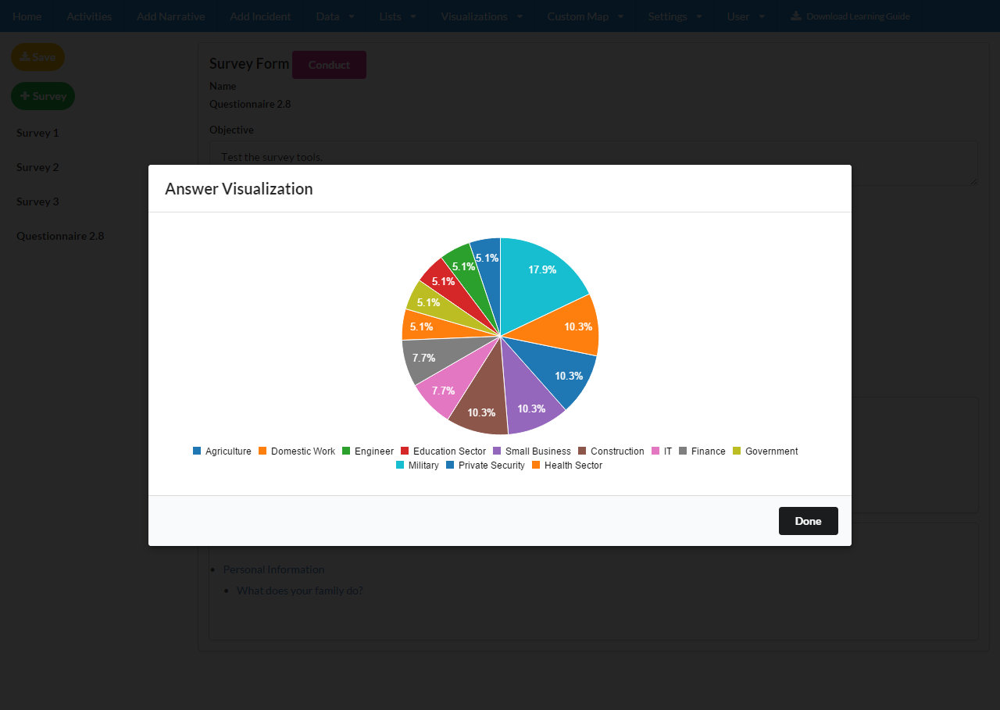 Home Activities Add Narrative Add Incident Data Lists Visualizations Custom Map Settings User Download Learning Guide
Save
Survey
Survey 1
Survey 2
Survey 3
Questionnaire 2.8
Survey Form Conduct
Name
Questionnaire 2.8
Objective
Test the survey tools.
Answer Visualization
5.1% 17.9%
5.1%
5.1%
5.1% 10.3%
5.1%
7.7% 10.3%
7.7% 10.3%
10.3%
Agriculture Domestic Work Engineer Education Sector Small Business Construction IT Finance Government
Military Private Security Health Sector
Done
Personal Information
What does your family do?